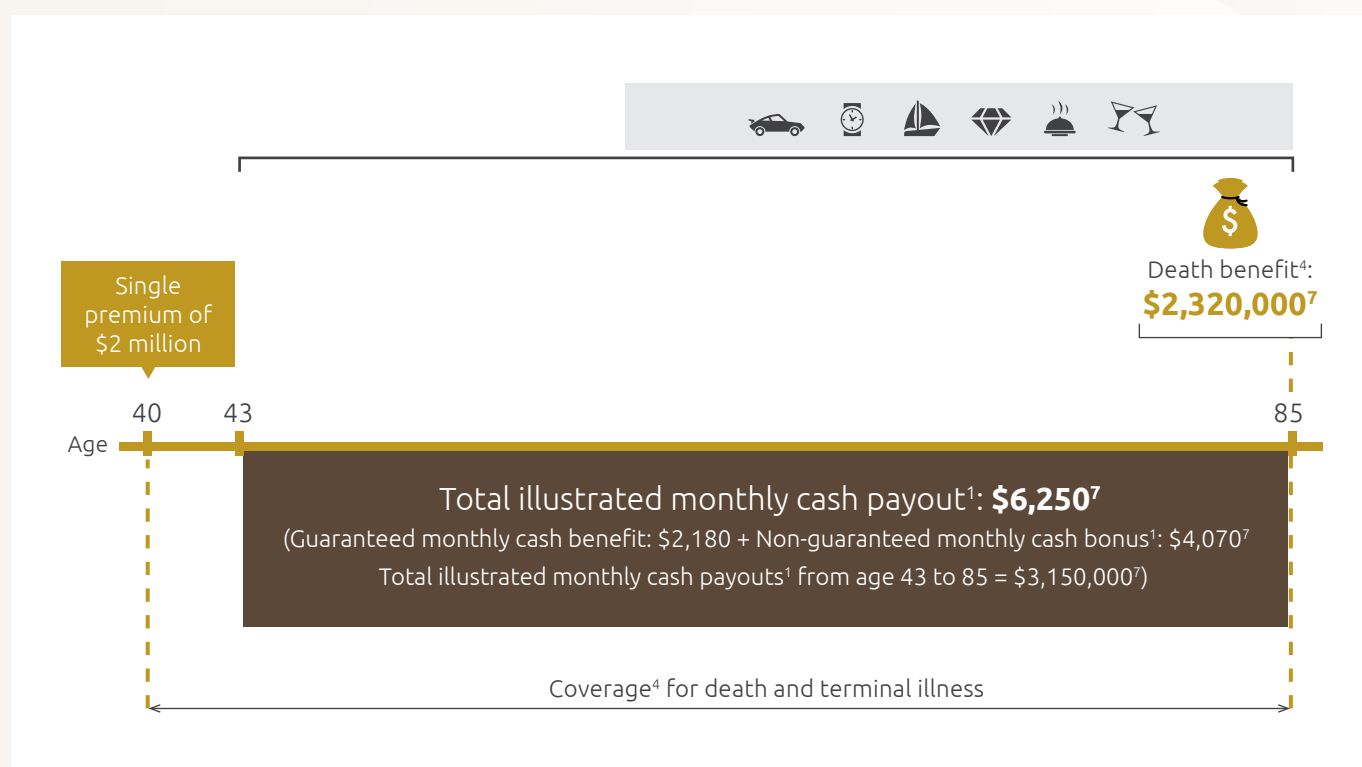 $
Death benefit⁴:
$2,320,000⁷
Single
premium of
$2 million
40
43
85
Age
Total illustrated monthly cash payout¹: $6,250⁷
(Guaranteed monthly cash benefit: $2,180 + Non-guaranteed monthly cash bonus¹: $4,070⁷
Total illustrated monthly cash payouts¹ from age 43 to 85 = $3,150,000⁷)
Coverage⁴ for death and terminal illness